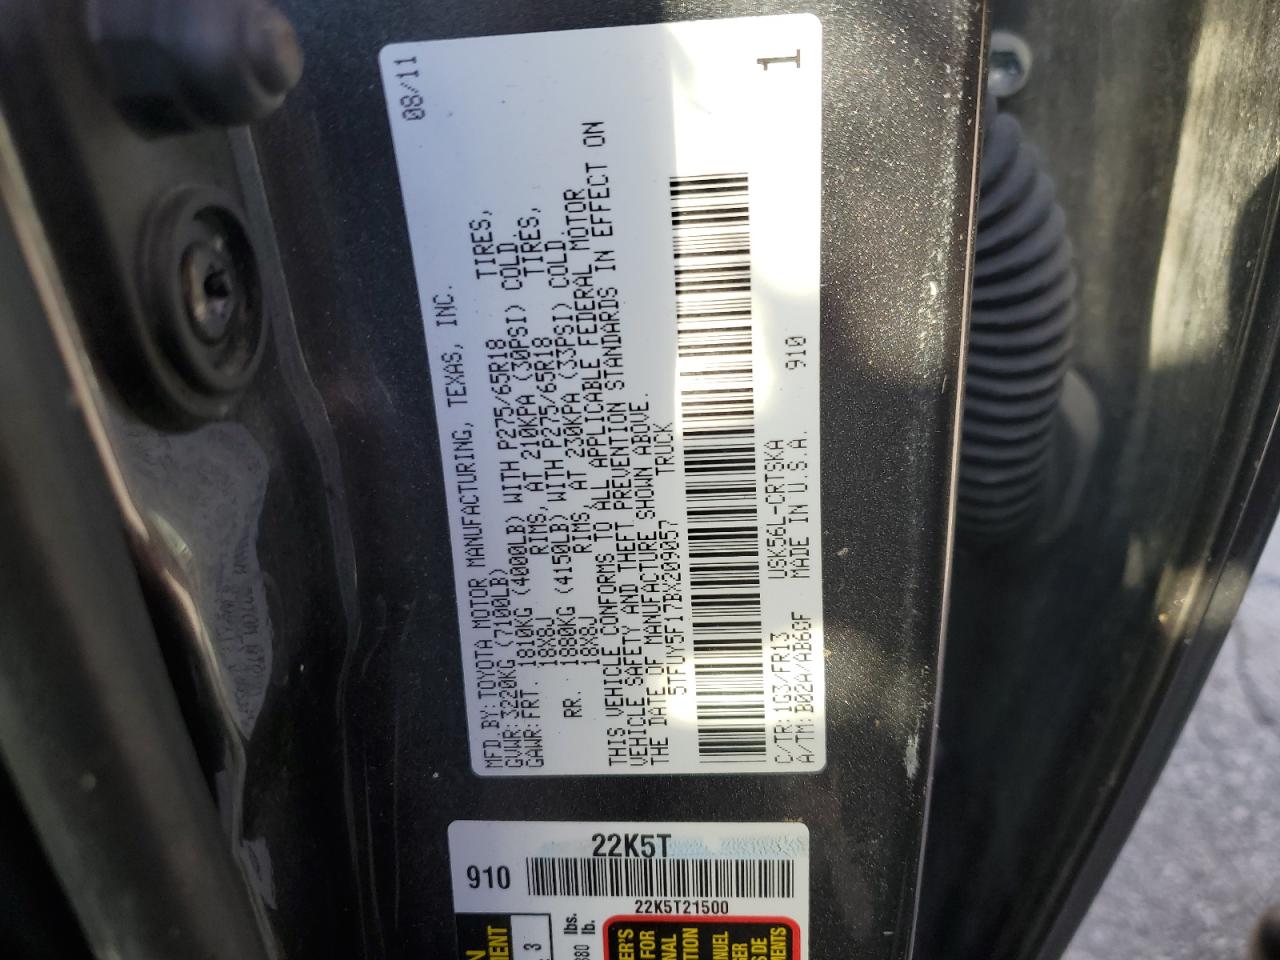 MFD.BY:TOYOTA MOTOR MANUFACTURING, TEXAS, INC. 08/11
GVWR:3220KG (7100LB)
GAWR:FRT. 1810KG (4000LB) WITH P275/65R18 TIRES,
18X8J RIMS, AT 210KPA (30PSI) COLD.
RR. 1880KG (4150LB) WITH P275/65R18 TIRES,
18X8J RIMS, AT 230KPA (33PSI) COLD
THIS VEHICLE CONFORMS TO ALL APPLICABLE FEDERAL MOTOR
VEHICLE SAFETY AND THEFT PREVENTION STANDARDS IN EFFECT ON
THE DATE OF MANUFACTURE SHOWN ABOVE.
5TFUY5F17BX209057 TRUCK
C/TR:1G3/FR13 USK56L-CRTSKA 910
A/TM:B02A/AB60F MADE IN U.S.A.
1
22K5T
910
22K5T21500
3
lbs.
lb.